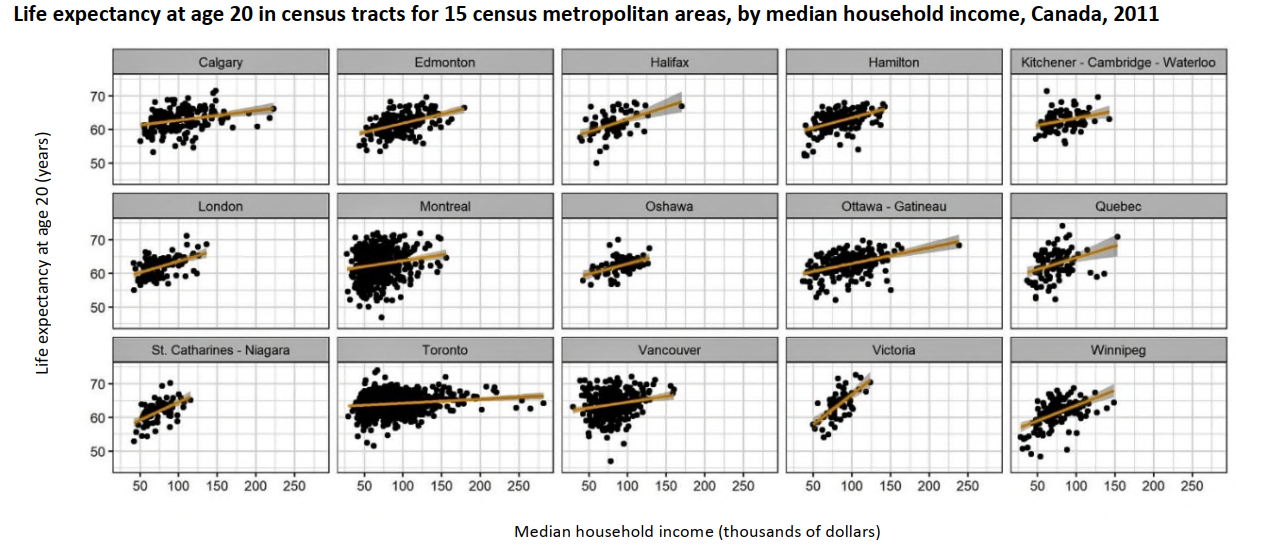 Life expectancy at age 20 in census tracts for 15 census metropolitan areas, by median household income, Canada, 2011
Life expectancy at age 20 (years)
Calgary Edmonton Halifax Hamilton Kitchener - Cambridge - Waterloo
70
60
50
London Montreal Oshawa Ottawa - Gatineau Quebec
70
60
50
St. Catharines - Niagara Toronto Vancouver Victoria Winnipeg
70
60
50
50 100 150 200 250 50 100 150 200 250 50 100 150 200 250 50 100 150 200 250 50 100 150 200 250
Median household income (thousands of dollars)